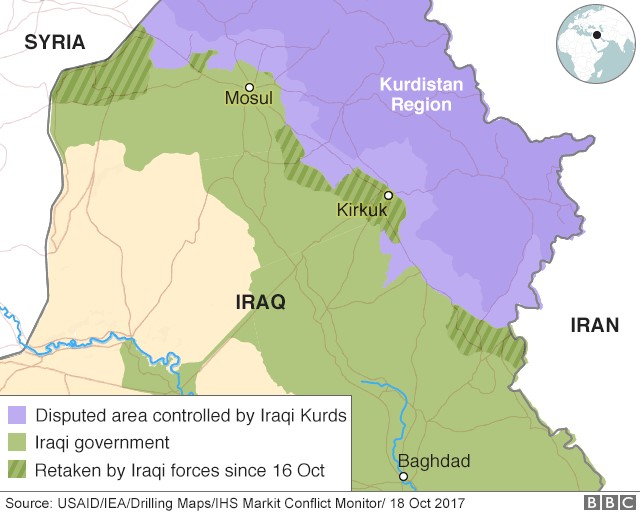 SYRIA
Kurdistan
Region
Mosul
Kirkuk
IRAQ
IRAN
Baghdad
Disputed area controlled by Iraqi Kurds
Iraqi government
Retaken by Iraqi forces since 16 Oct
Source: USAID/IEA/Drilling Maps/IHS Markit Conflict Monitor/ 18 Oct 2017
BBC